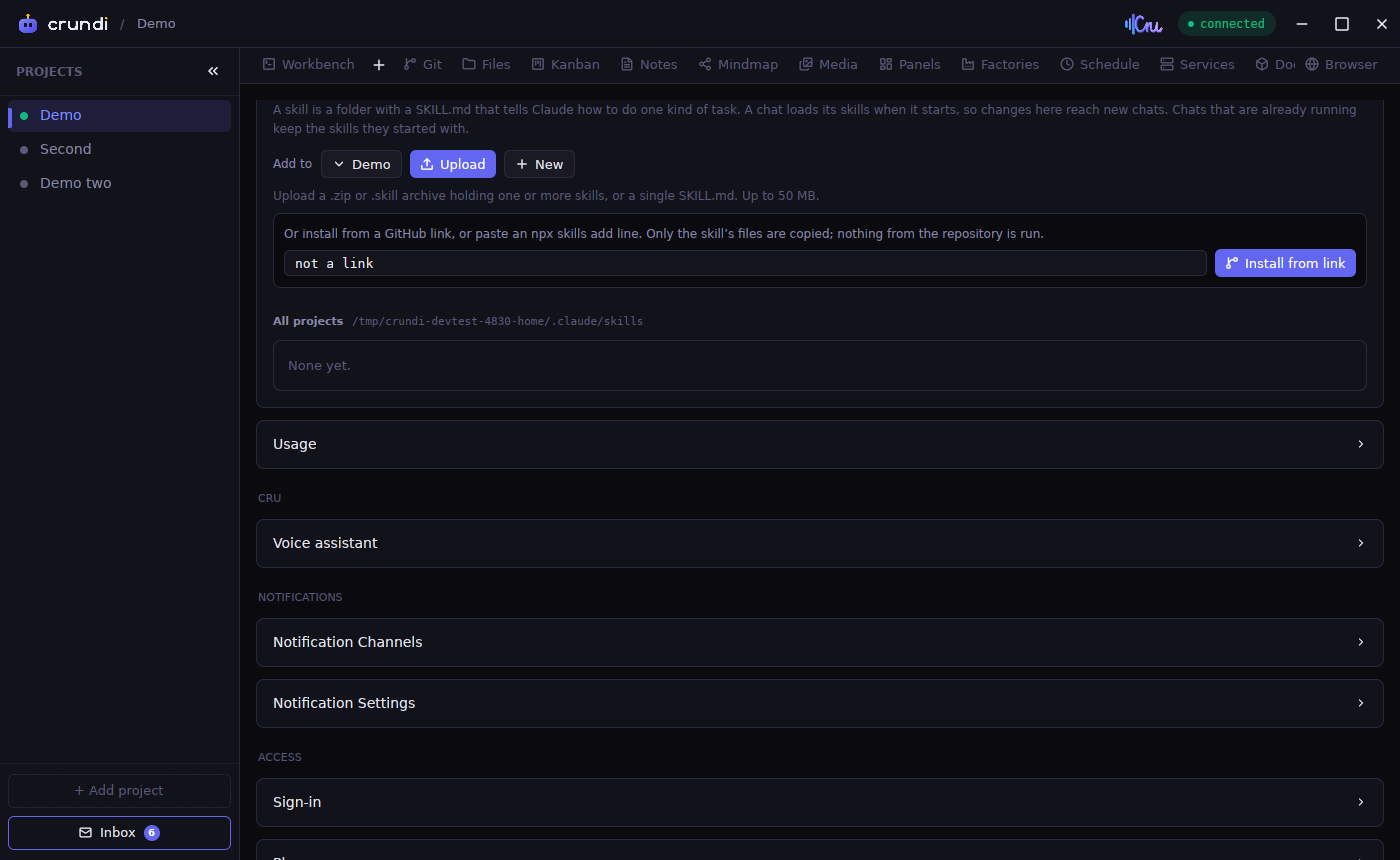 crundi / Demo
Cru
connected
PROJECTS
Demo
Second
Demo two
+ Add project
Inbox 6
Workbench
Git
Files
Kanban
Notes
Mindmap
Media
Panels
Factories
Schedule
Services
Browser
A skill is a folder with a SKILL.md that tells Claude how to do one kind of task. A chat loads its skills when it starts, so changes here reach new chats. Chats that are already running
keep the skills they started with.
Add to Demo Upload + New
Upload a .zip or .skill archive holding one or more skills, or a single SKILL.md. Up to 50 MB.
Or install from a GitHub link, or paste an npx skills add line. Only the skill’s files are copied; nothing from the repository is run.
not a link
Install from link
All projects /tmp/crundi-devtest-4830-home/.claude/skills
None yet.
Usage
CRU
Voice assistant
NOTIFICATIONS
Notification Channels
Notification Settings
ACCESS
Sign-in